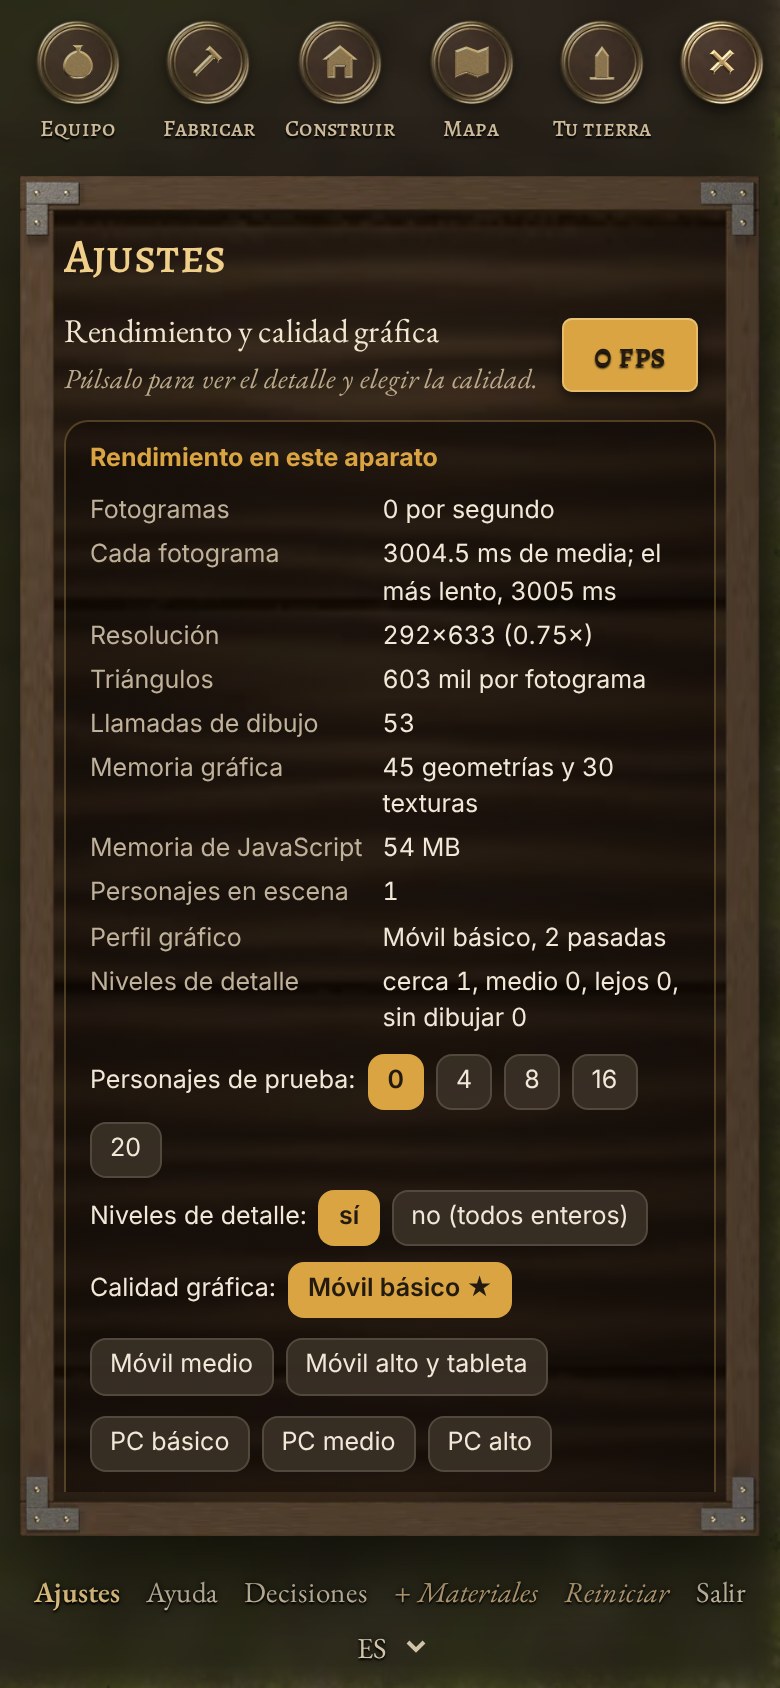 Equipo Fabricar Construir Mapa Tu tierra
Ajustes
Rendimiento y calidad gráfica
0 FPS
Púlsalo para ver el detalle y elegir la calidad.
Rendimiento en este aparato
Fotogramas 0 por segundo
Cada fotograma 3004.5 ms de media; el
más lento, 3005 ms
Resolución 292×633 (0.75×)
Triángulos 603 mil por fotograma
Llamadas de dibujo 53
Memoria gráfica 45 geometrías y 30
texturas
Memoria de JavaScript 54 MB
Personajes en escena 1
Perfil gráfico Móvil básico, 2 pasadas
Niveles de detalle cerca 1, medio 0, lejos 0,
sin dibujar 0
Personajes de prueba: 0 4 8 16
20
Niveles de detalle: sí no (todos enteros)
Calidad gráfica: Móvil básico ★
Móvil medio Móvil alto y tableta
PC básico PC medio PC alto
Ajustes Ayuda Decisiones + Materiales Reiniciar Salir
ES